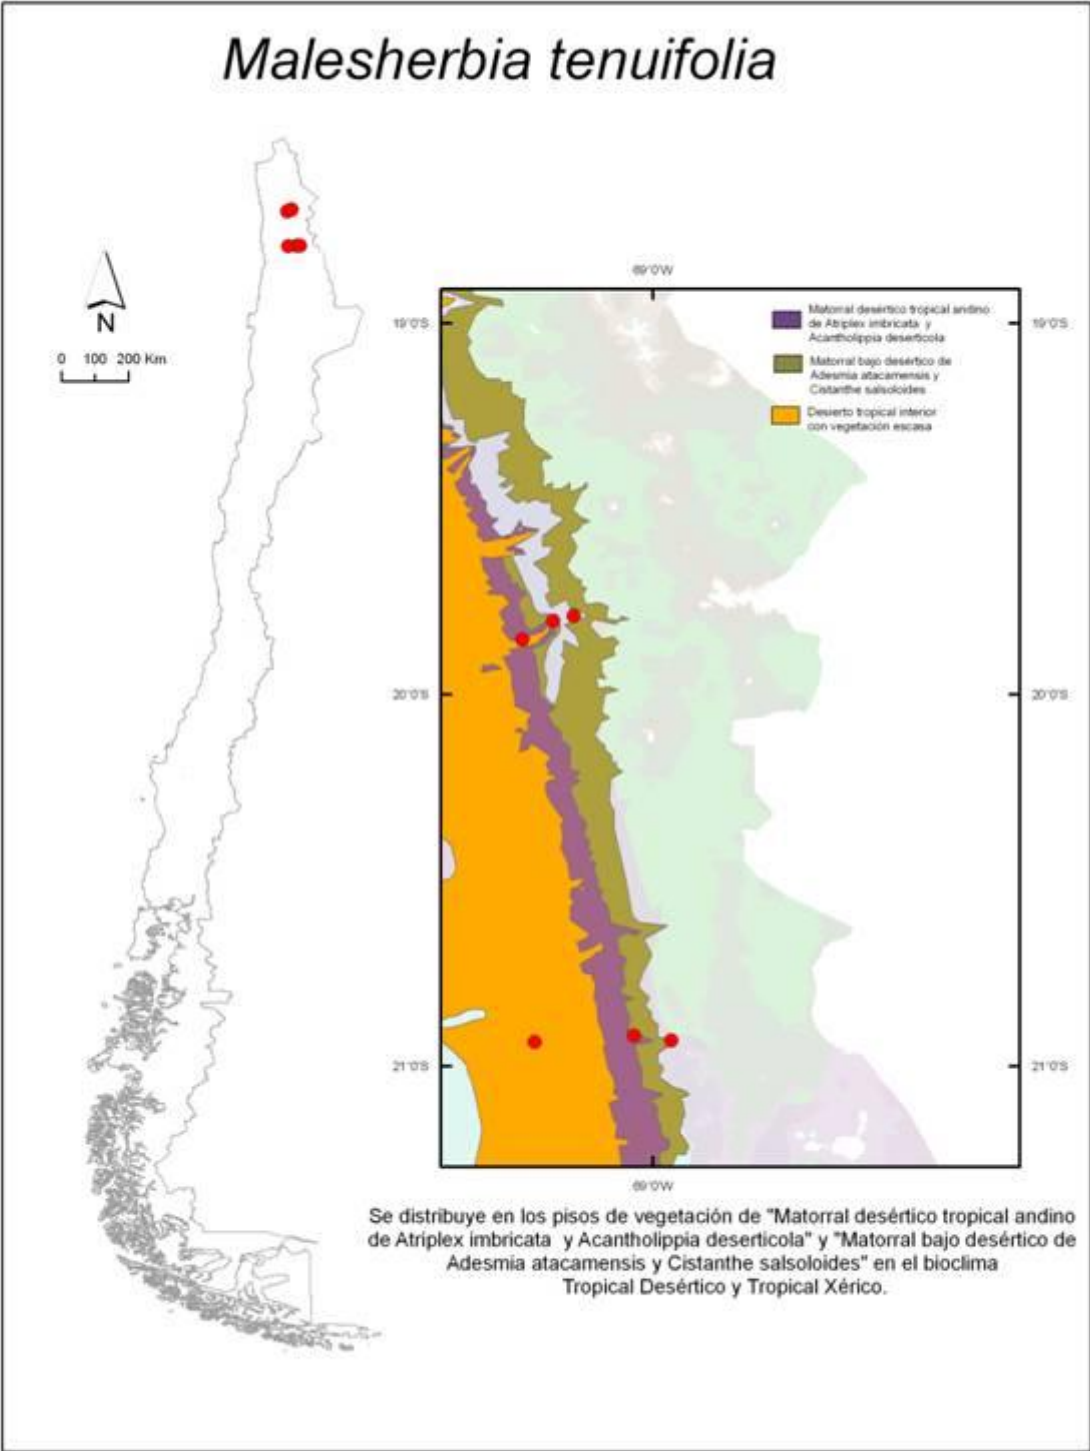 Malesherbia tenuifolia
N
0 100 200 Km
69°0'W
19°0'S
19°0'S
Matorral desértico tropical andino
de Atriplex imbricata y
Acantholippia deserticola
Matorral bajo desértico de
Adesmia atacamensis y
Cistanthe salsoloides
Desierto tropical interior
con vegetación escasa
20°0'S
20°0'S
21°0'S
21°0'S
69°0'W
Se distribuye en los pisos de vegetación de "Matorral desértico tropical andino
de Atriplex imbricata y Acantholippia deserticola" y "Matorral bajo desértico de
Adesmia atacamensis y Cistanthe salsoloides" en el bioclima
Tropical Desértico y Tropical Xérico.